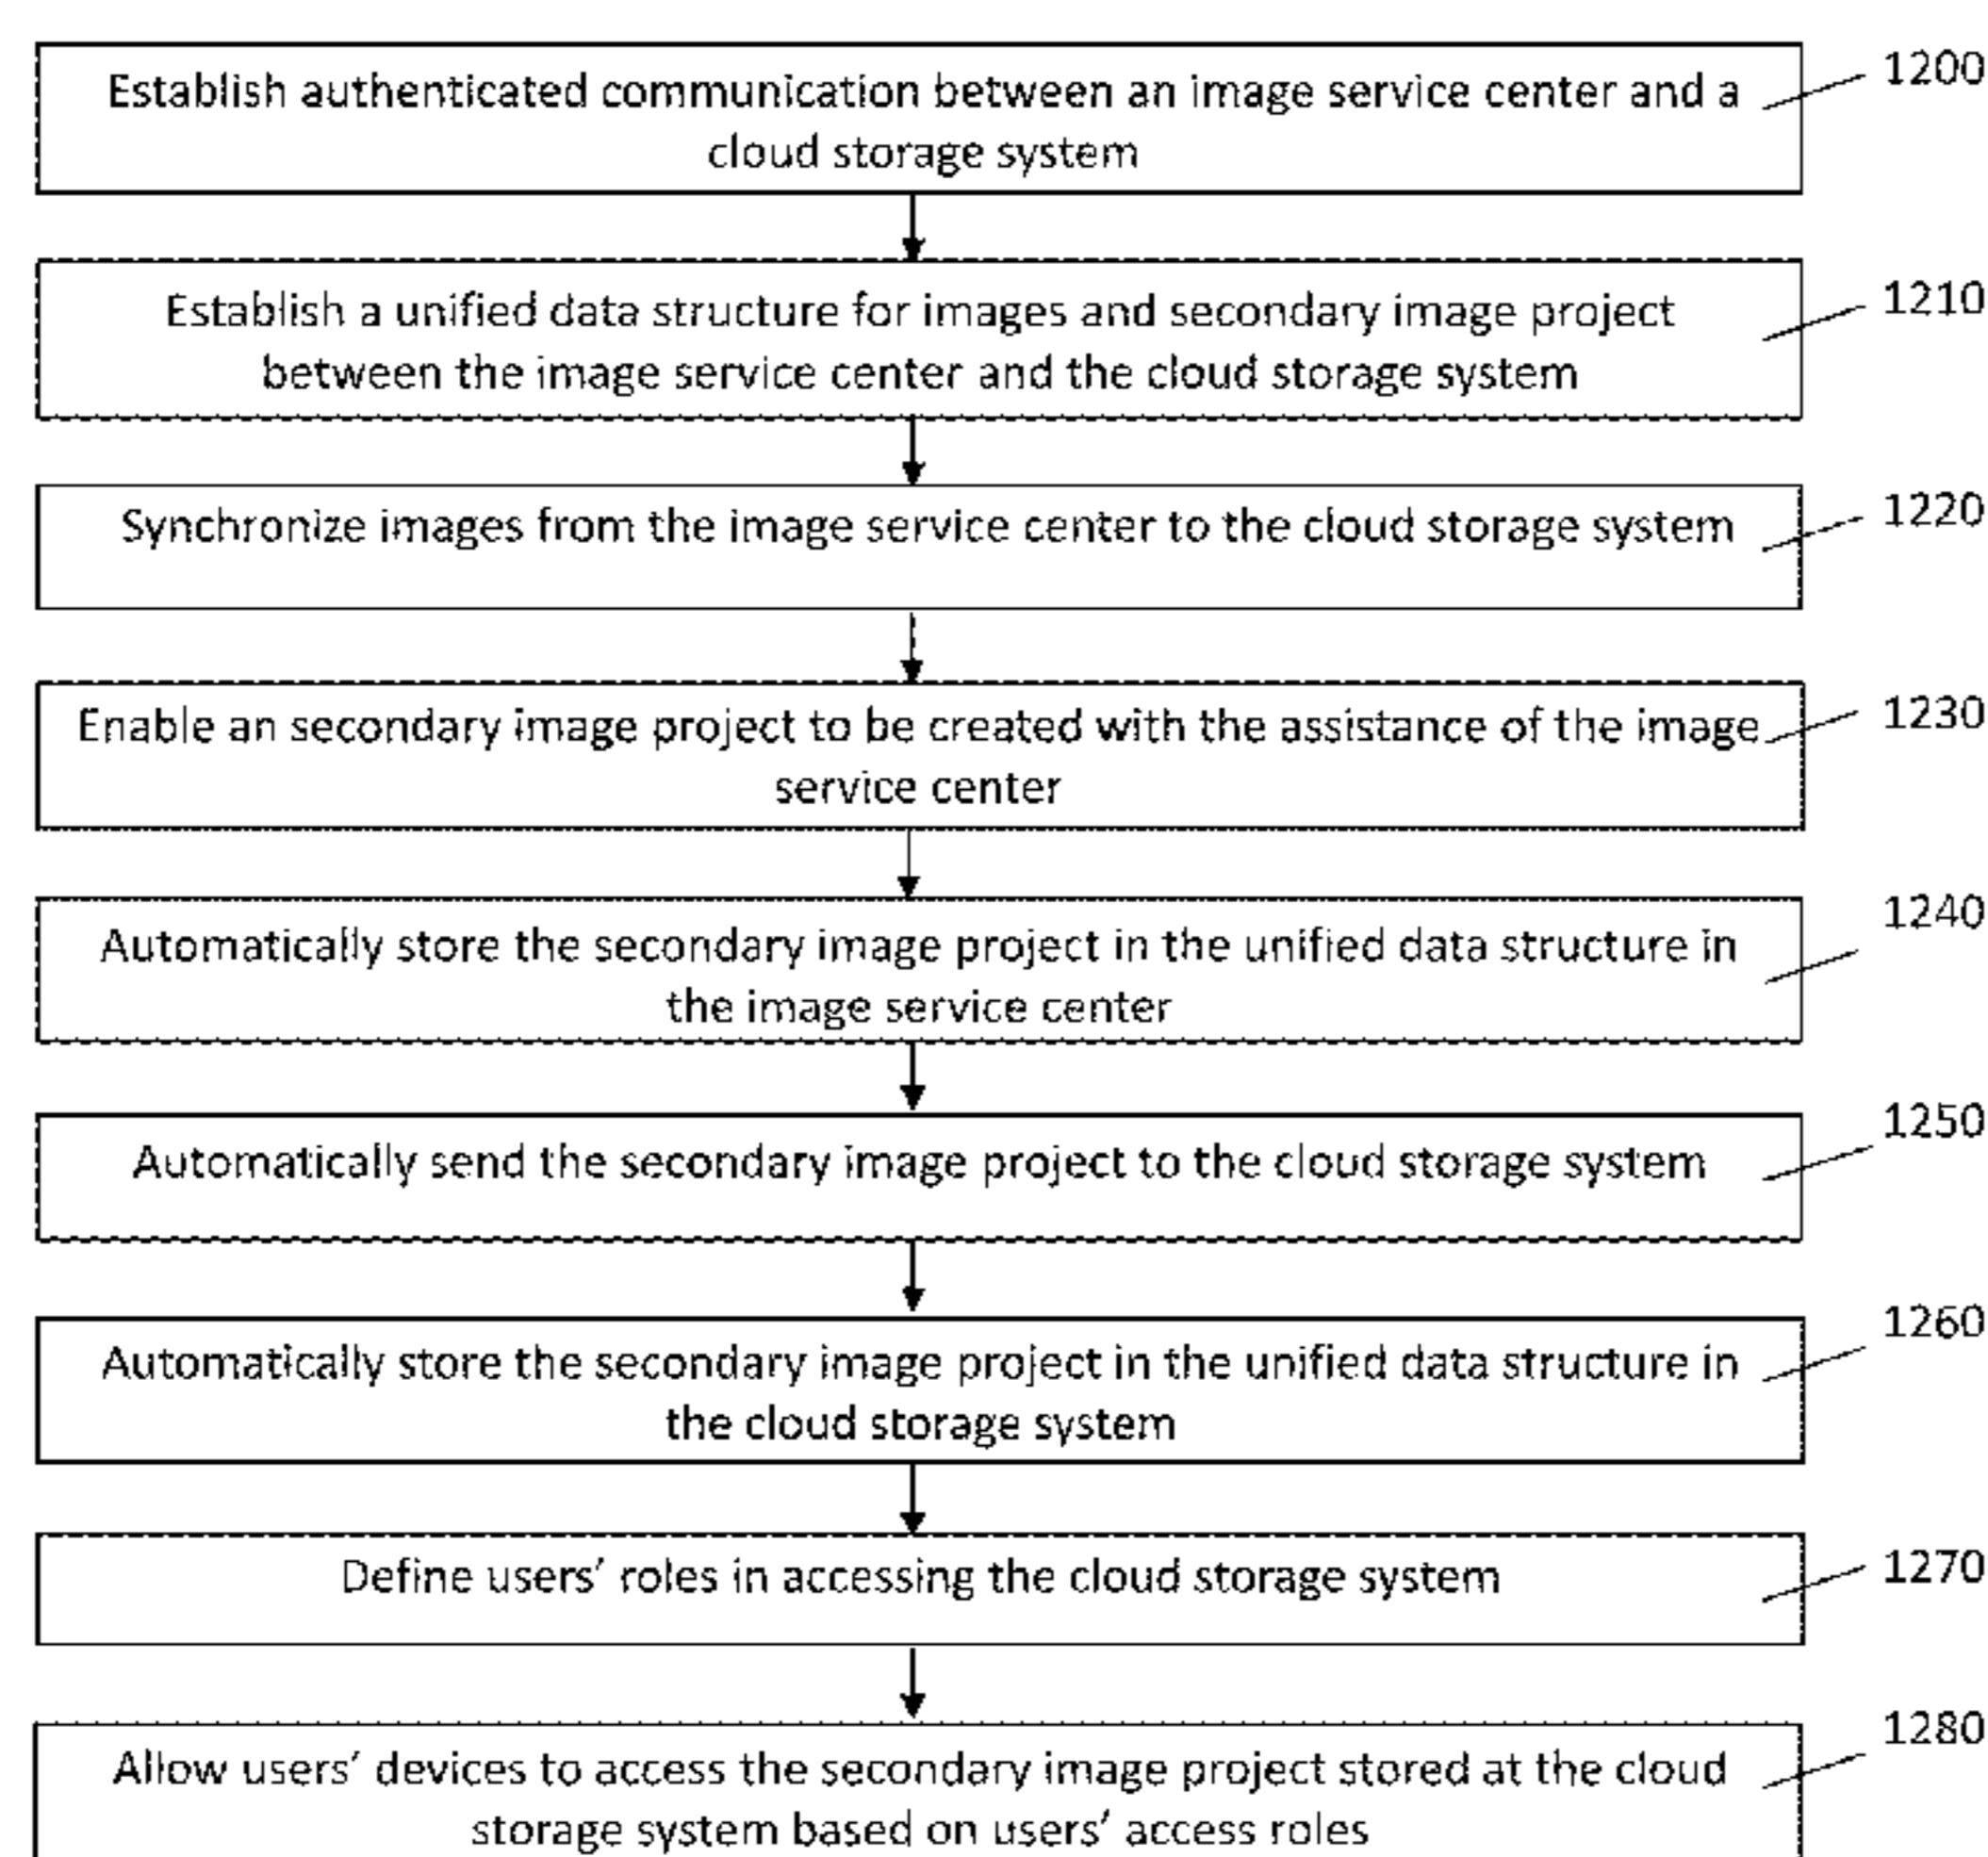 Establish authenticated communication between an image service center and a
cloud storage system
1200
Establish a unified data structure for images and secondary image project
between the image service center and the cloud storage system
1210
Synchronize images from the image service center to the cloud storage system
1220
Enable an secondary image project to be created with the assistance of the image
service center
1230
Automatically store the secondary image project in the unified data structure in
the image service center
1240
Automatically send the secondary image project to the cloud storage system
1250
Automatically store the secondary image project in the unified data structure in
the cloud storage system
1260
Define users' roles in accessing the cloud storage system
1270
Allow users' devices to access the secondary image project stored at the cloud
storage system based on users' access roles
1280